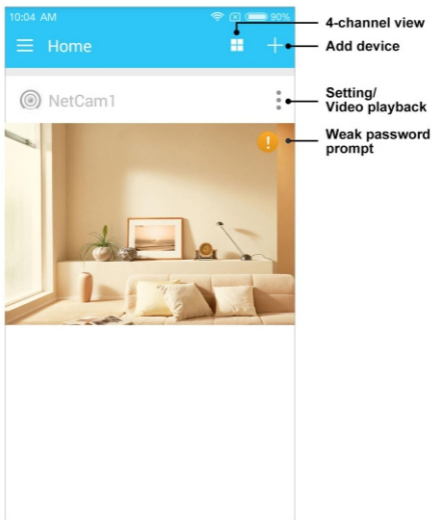 10:04 AM 90%
Home
NetCam1
4-channel view
Add device
Setting/
Video playback
Weak password
prompt